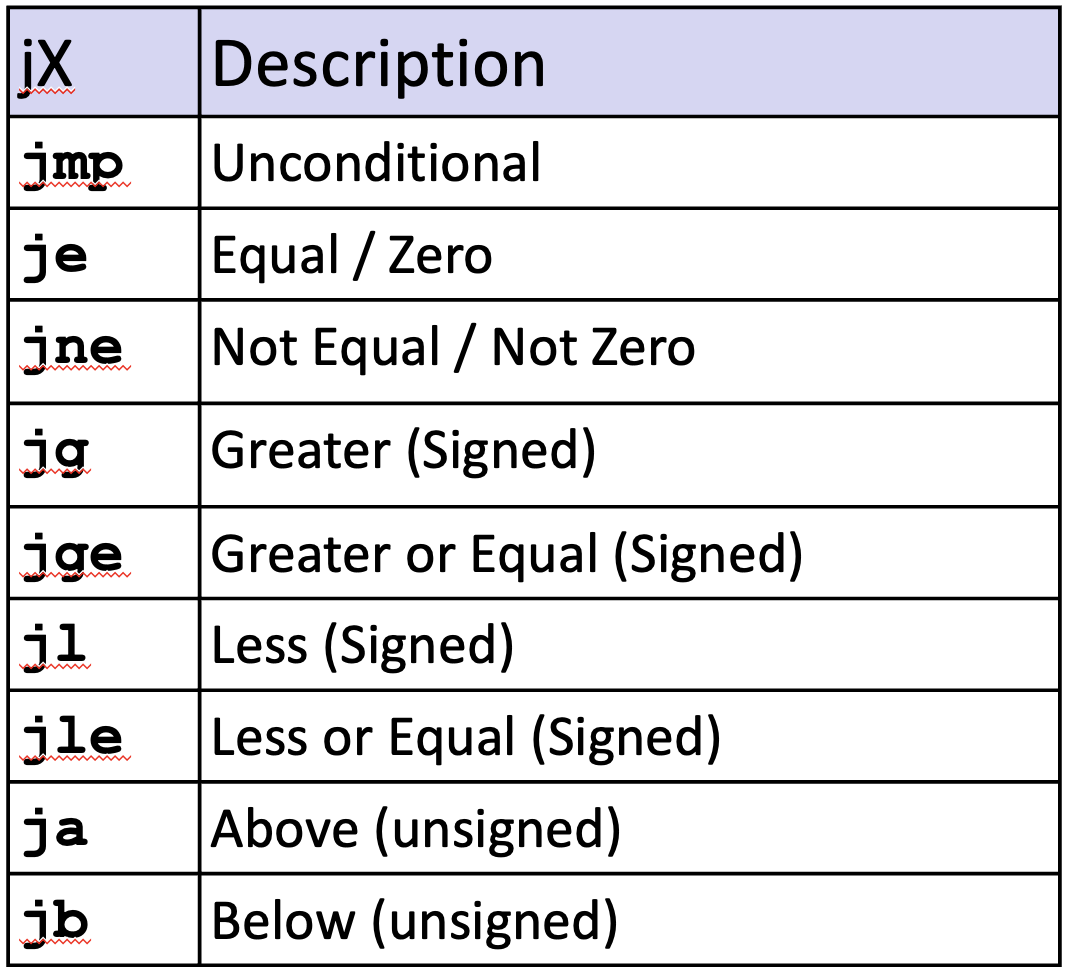 jX Description
jmp Unconditional
je Equal / Zero
jne Not Equal / Not Zero
jg Greater (Signed)
jge Greater or Equal (Signed)
jl Less (Signed)
jle Less or Equal (Signed)
ja Above (unsigned)
jb Below (unsigned)